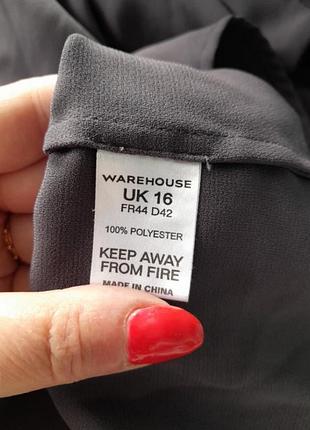 WAREHOUSE
UK 16
FR44 D42
100% POLYESTER
KEEP AWAY
FROM FIRE
MADE IN CHINA